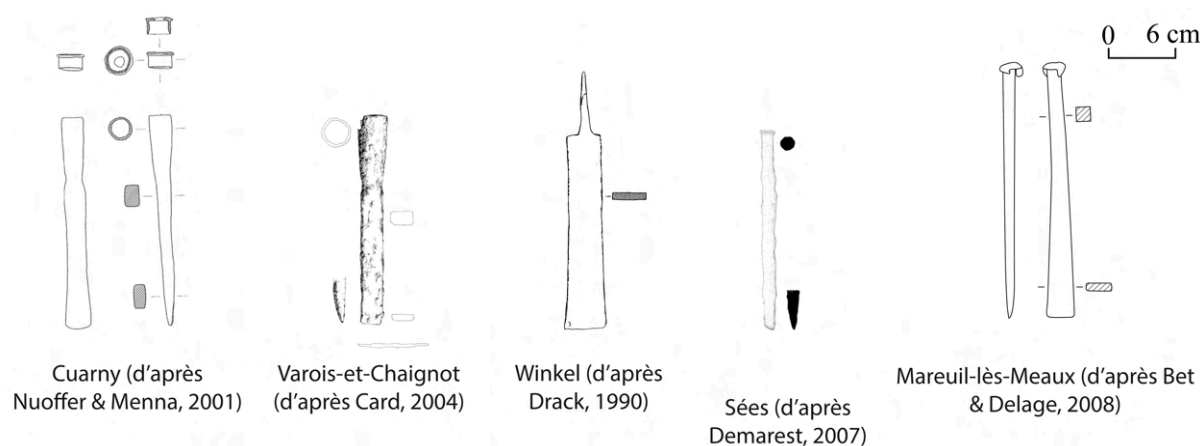 0 6 cm
Cuarny (d'après
Nuoffer & Menna, 2001)
Varois-et-Chaignot
(d'après Card, 2004)
Winkel (d'après
Drack, 1990)
Sées (d'après
Demarest, 2007)
Mareuil-lès-Meaux (d'après Bet
& Delage, 2008)